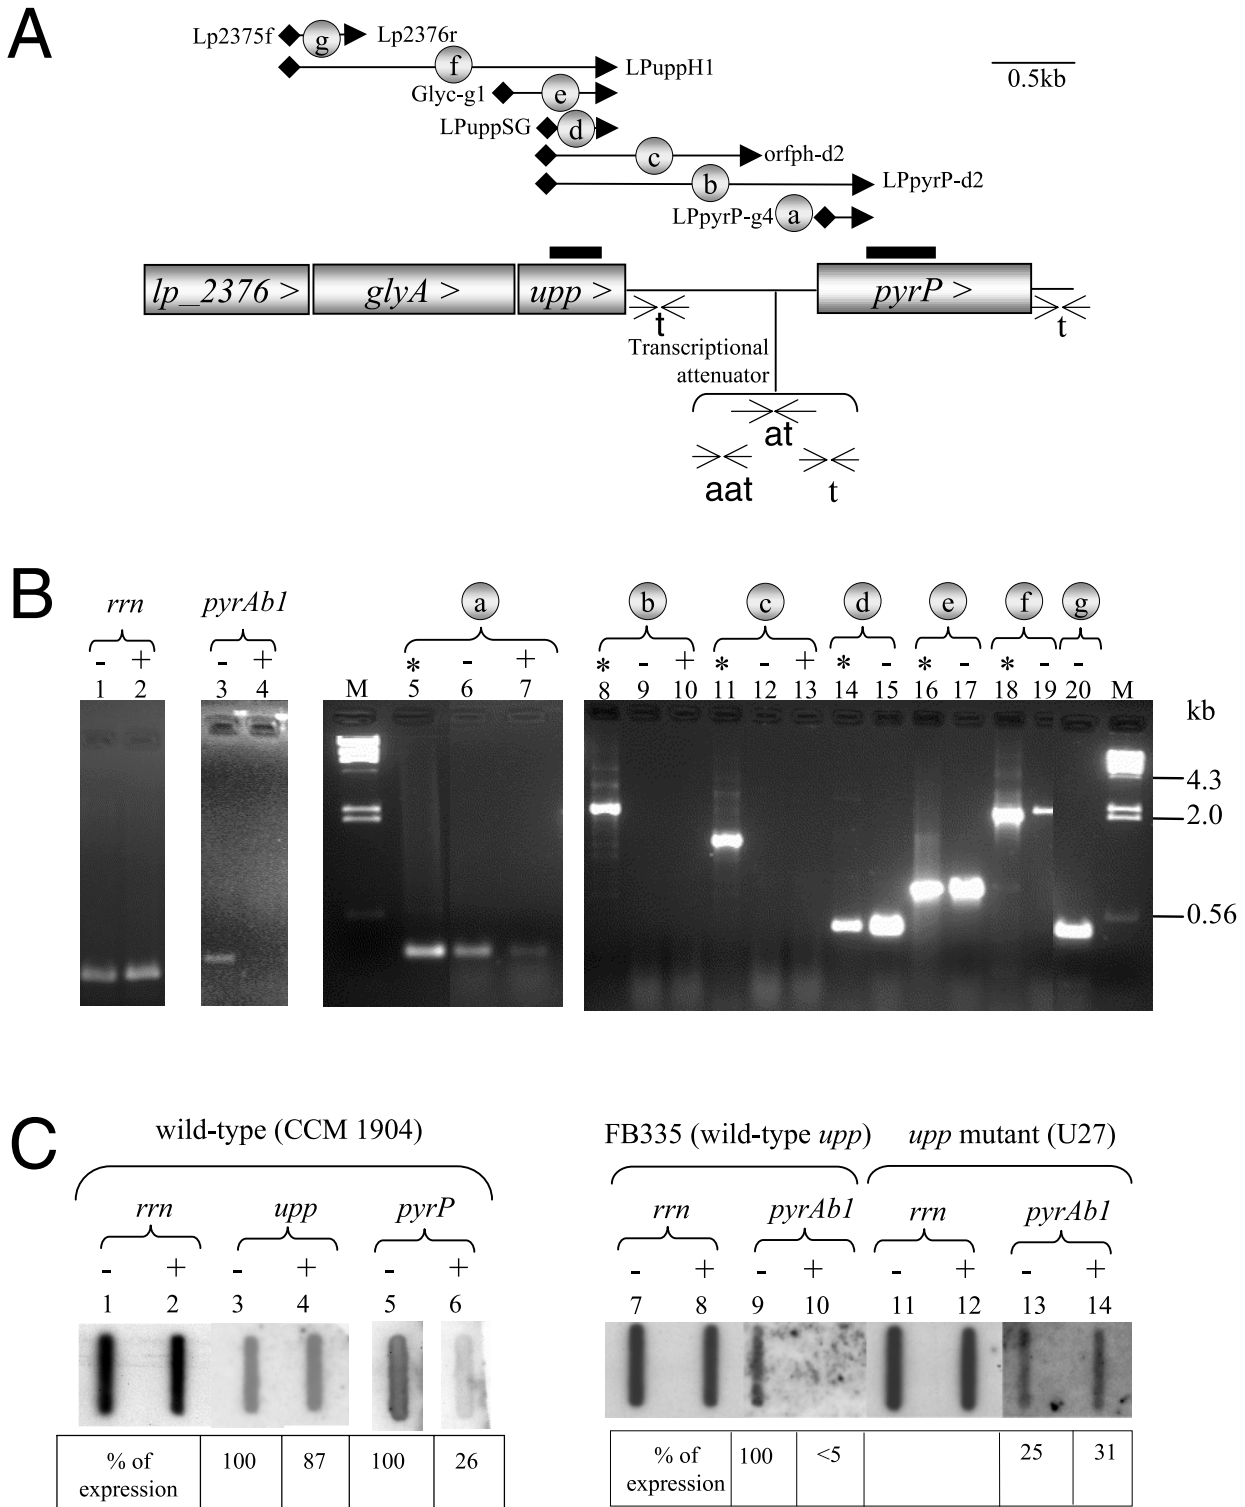 A
Lp2375f g Lp2376r
f LPuppH1
0.5kb
Glyc-g1 e
LPuppSG d
c orfph-d2
b LPpyrP-d2
LPpyrP-g4 a
lp_2376 > glyA > upp > pyrP >
t t
Transcriptional
attenuator
at
aat t
B
rrn pyrAb1 a b c d e f g
- + - + * - + * - + * - + * - * - * - -
1 2 3 4 M 5 6 7 8 9 10 11 12 13 14 15 16 17 18 19 20 M
kb
4.3
2.0
0.56
C
wild-type (CCM 1904) FB335 (wild-type upp) upp mutant (U27)
rrn upp pyrP rrn pyrAb1 rrn pyrAb1
- + - + - + - + - + - + - +
1 2 3 4 5 6 7 8 9 10 11 12 13 14
% of
expression 100 87 100 26
% of
expression 100 <5 25 31